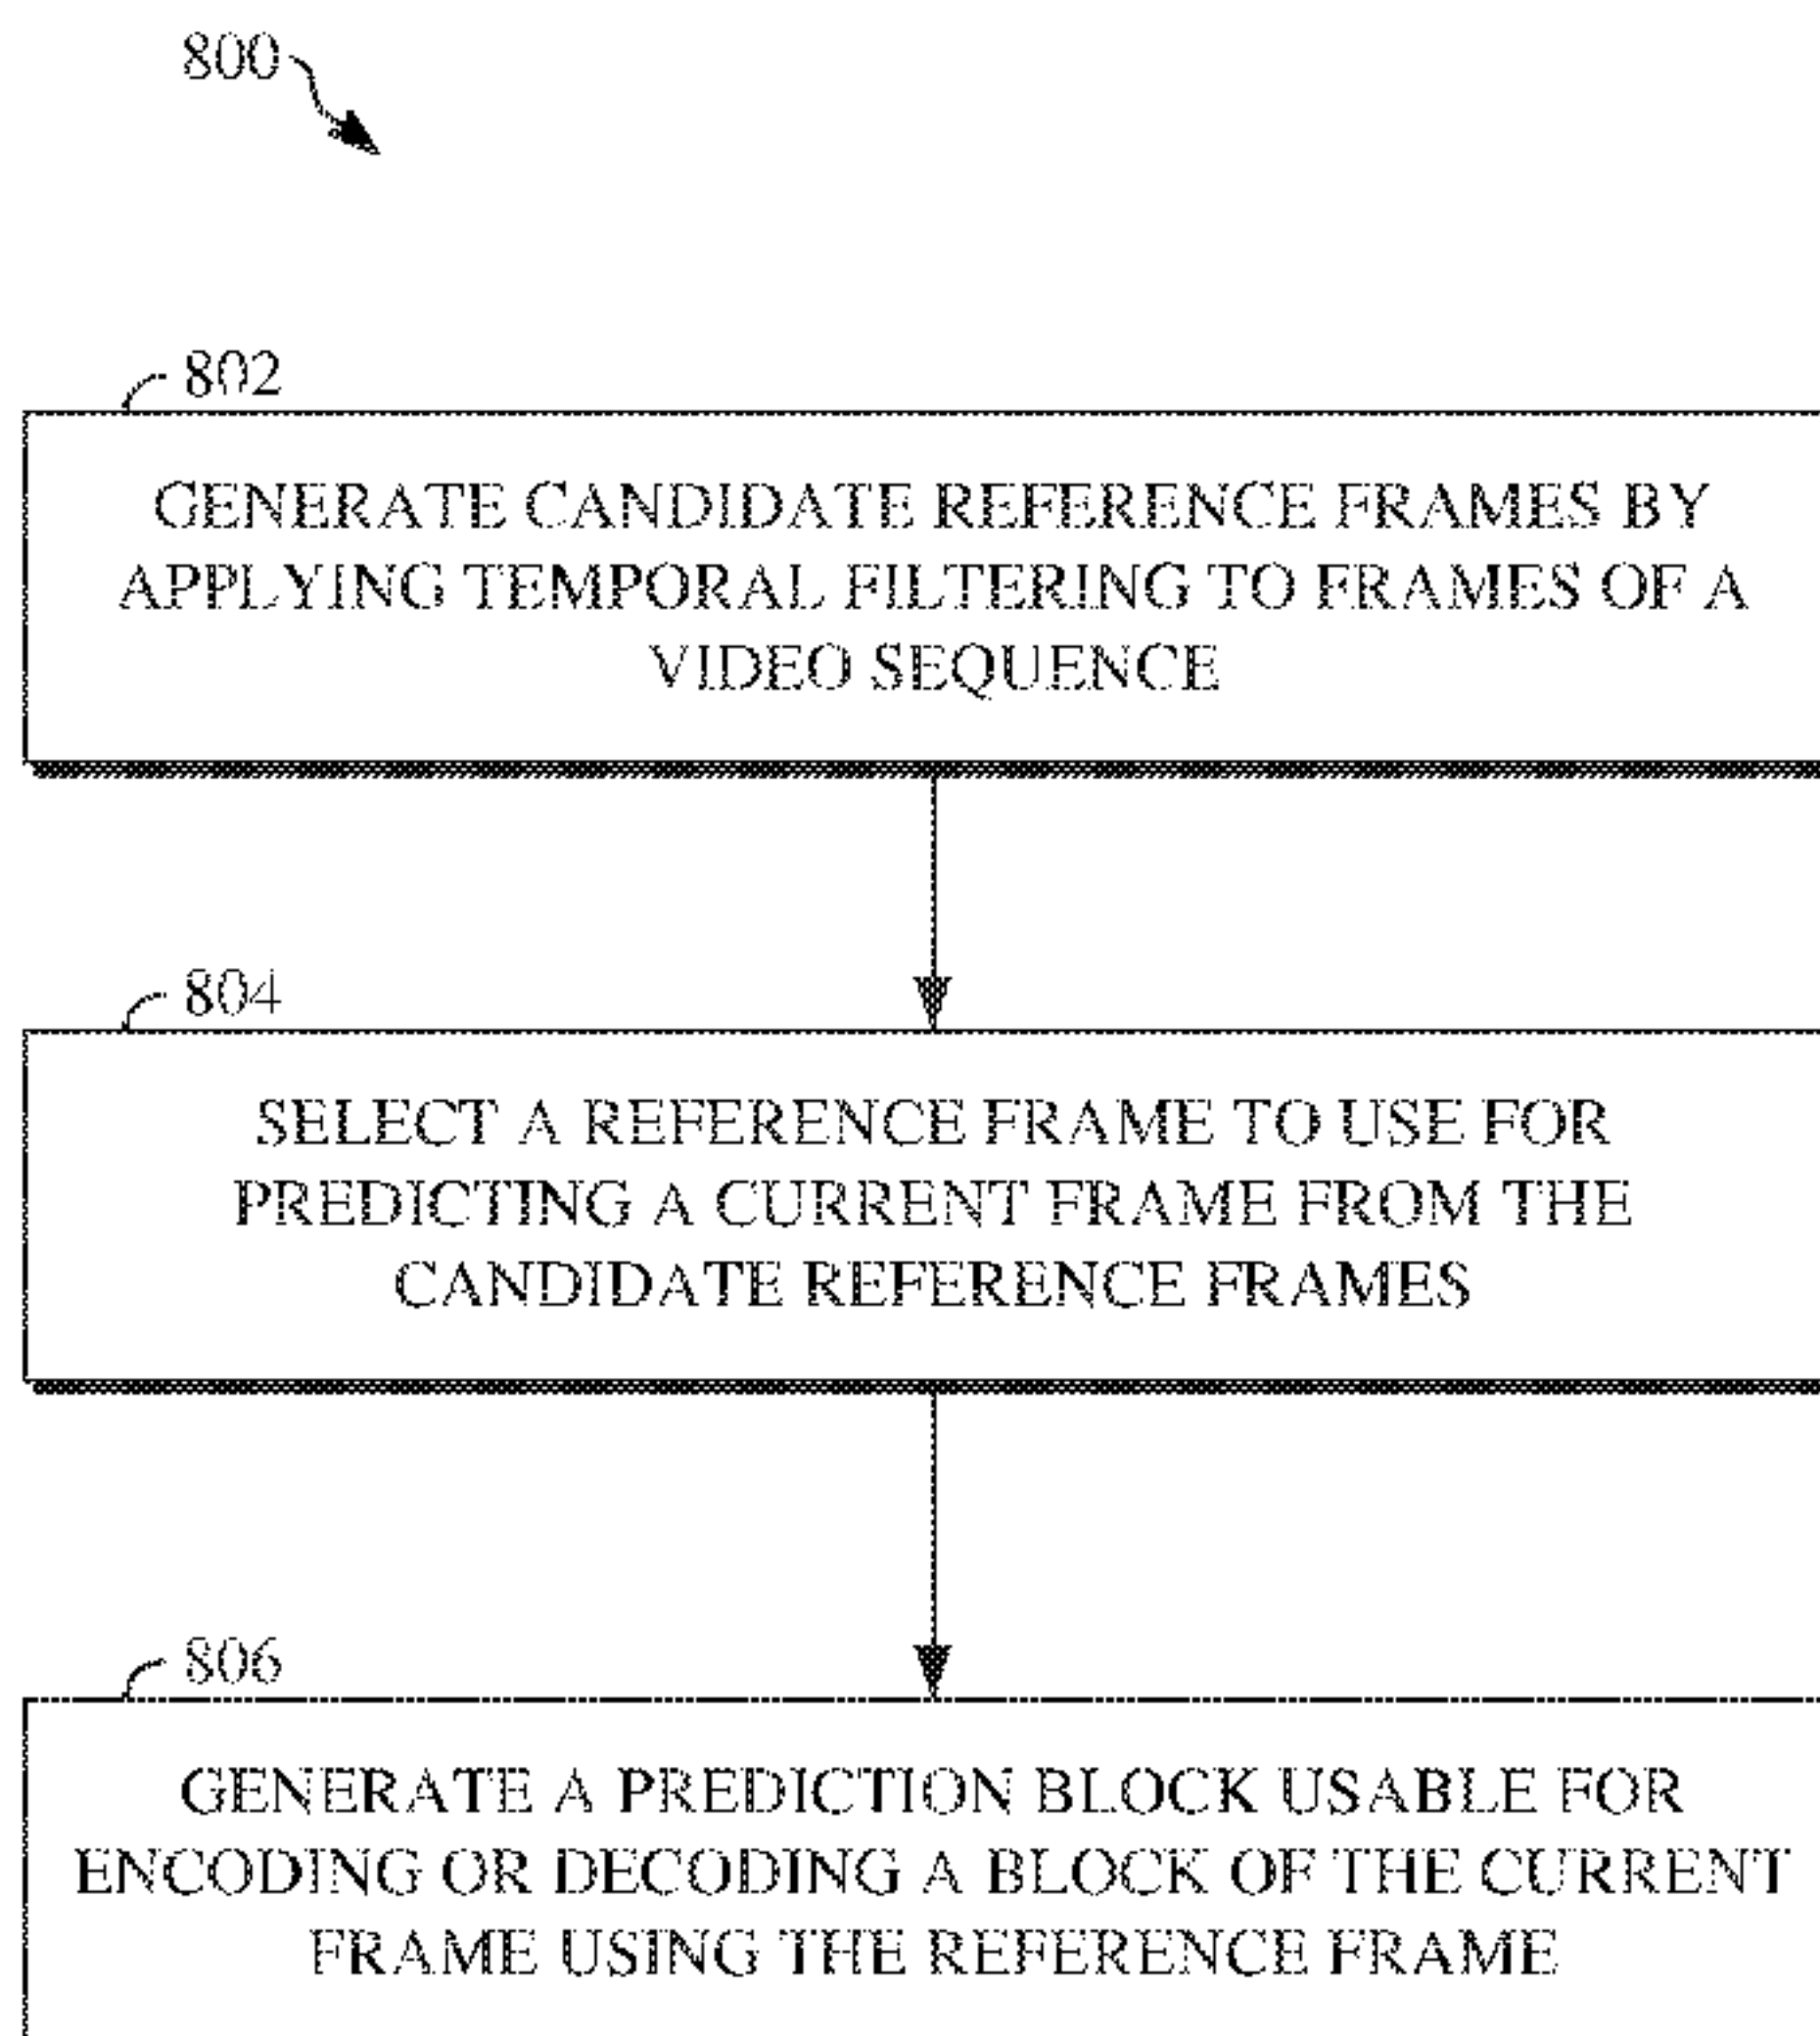 800
802
GENERATE CANDIDATE REFERENCE FRAMES BY
APPLYING TEMPORAL FILTERING TO FRAMES OF A
VIDEO SEQUENCE
804
SELECT A REFERENCE FRAME TO USE FOR
PREDICTING A CURRENT FRAME FROM THE
CANDIDATE REFERENCE FRAMES
806
GENERATE A PREDICTION BLOCK USABLE FOR
ENCODING OR DECODING A BLOCK OF THE CURRENT
FRAME USING THE REFERENCE FRAME